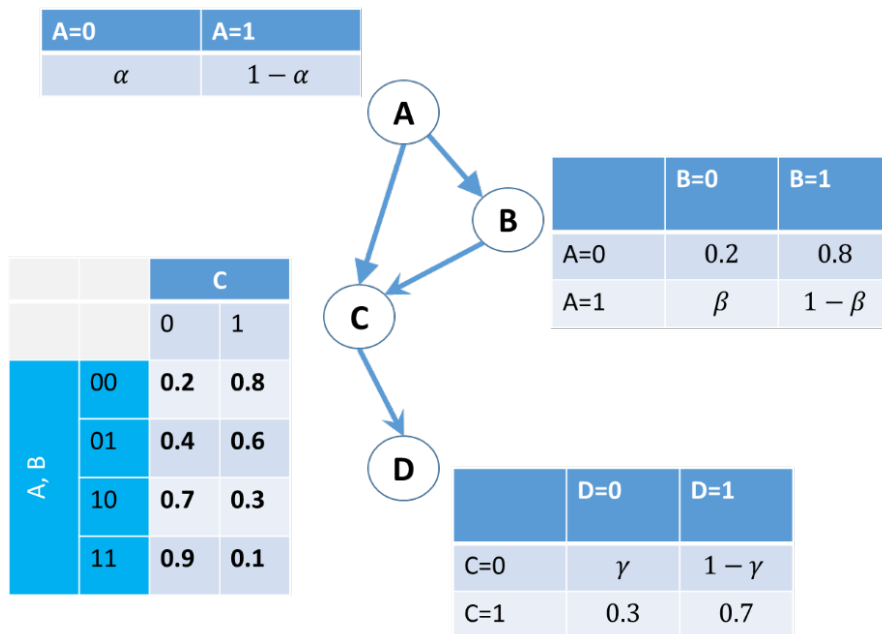 A=0 A=1
α 1 − α
A
B=0 B=1
B
A=0 0.2 0.8
A=1 β 1 − β
C
0 1
C
00 0.2 0.8
01 0.4 0.6
A, B
10 0.7 0.3
11 0.9 0.1
D
D=0 D=1
C=0 γ 1 − γ
C=1 0.3 0.7